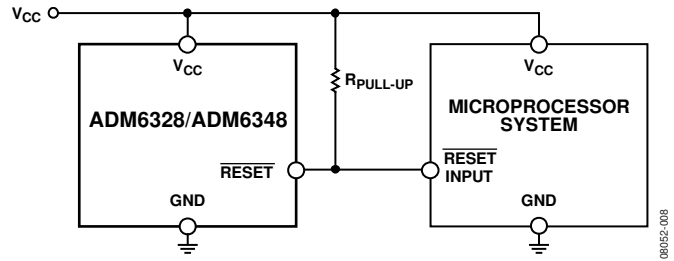 VCC
VCC
ADM6328/ADM6348
RESET
GND
RPULL-UP
VCC
MICROPROCESSOR
SYSTEM
RESET
INPUT
GND
08052-008